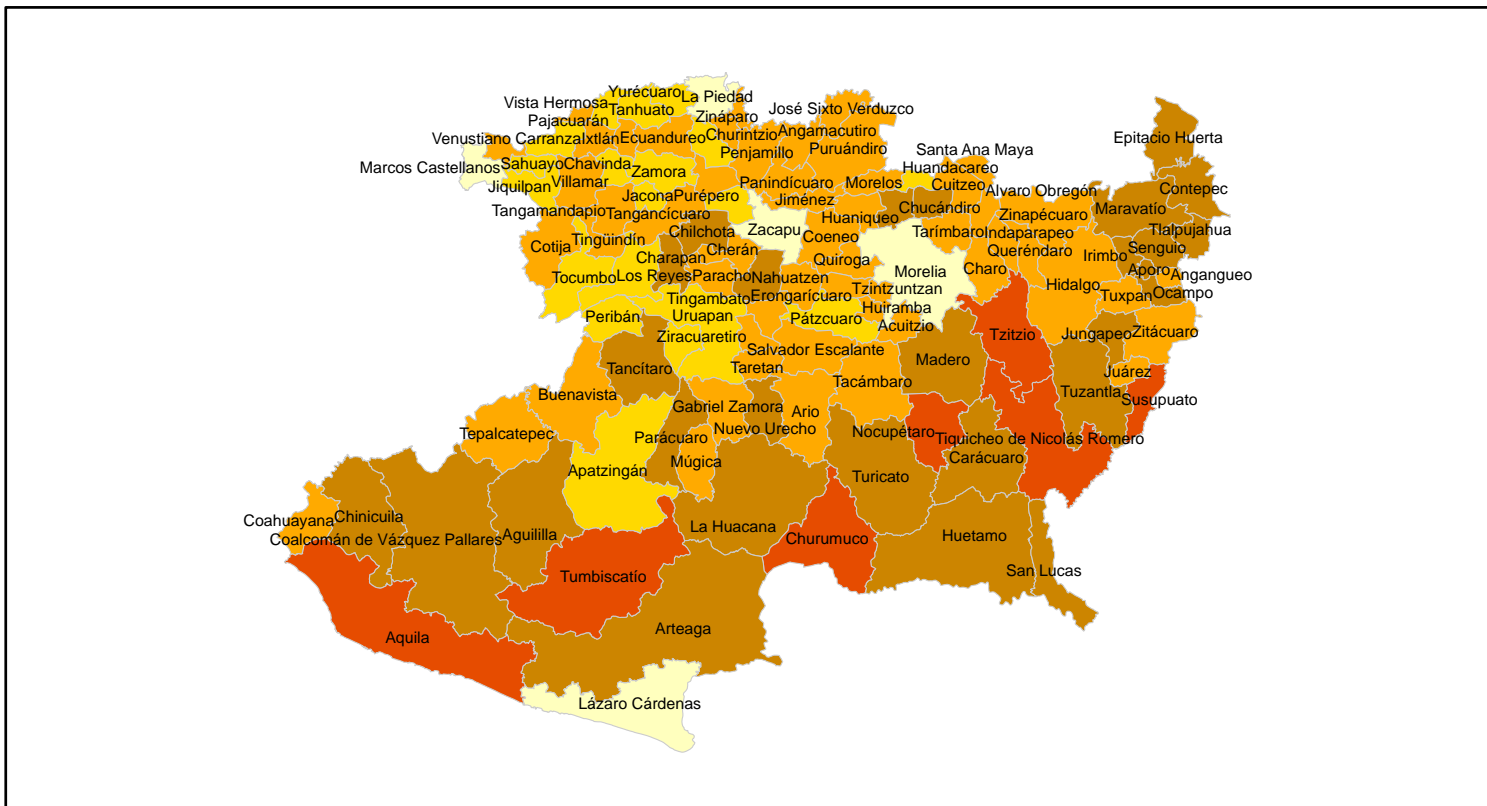 Yurécuaro
La Piedad
Vista Hermosa
Tanhuato
José Sixto Verduzco
Pajacuarán
Zináparo
Venustiano Carranza
Ixtlán
Ecuandureo
Churintzio
Angamacutiro
Epitacio Huerta
Penjamillo
Puruándiro
Santa Ana Maya
Marcos Castellanos
Sahuayo
Chavinda
Zamora
Huandacareo
Jiquilpan
Villamar
Panindícuaro
Morelos
Cuitzeo
Alvaro Obregón
Contepec
Jacona
Purépero
Jiménez
Chucándiro
Maravatío
Tangamandapio
Tangancícuaro
Huaniqueo
Zinapécuaro
Chilchota
Zacapu
Coeneo
Tarímbaro
Indaparapeo
Tlalpujahua
Cotija
Tingüindín
Cherán
Queréndaro
Irimbo
Senguio
Charapan
Quiroga
Tocumbo
Los Reyes
Paracho
Nahuatzen
Morelia
Charo
Aporo
Angangueo
Tzintzuntzan
Hidalgo
Tingambato
Erongarícuaro
Tuxpan
Ocampo
Huiramba
Peribán
Uruapan
Pátzcuaro
Acuitzio
Tzitzio
Jungapeo
Zitácuaro
Ziracuaretiro
Salvador Escalante
Madero
Tancítaro
Taretan
Juárez
Buenavista
Tacámbaro
Tuzantla
Susupuato
Gabriel Zamora
Ario
Tepalcatepec
Parácuaro
Nuevo Urecho
Nocupétaro
Tiquicheo de Nicolás Romero
Múgica
Carácuaro
Apatzingán
Turicato
Coahuayana
Chinicuila
La Huacana
Coalcomán de Vázquez Pallares
Aguililla
Churumuco
Huetamo
Tumbiscatío
San Lucas
Aquila
Arteaga
Lázaro Cárdenas